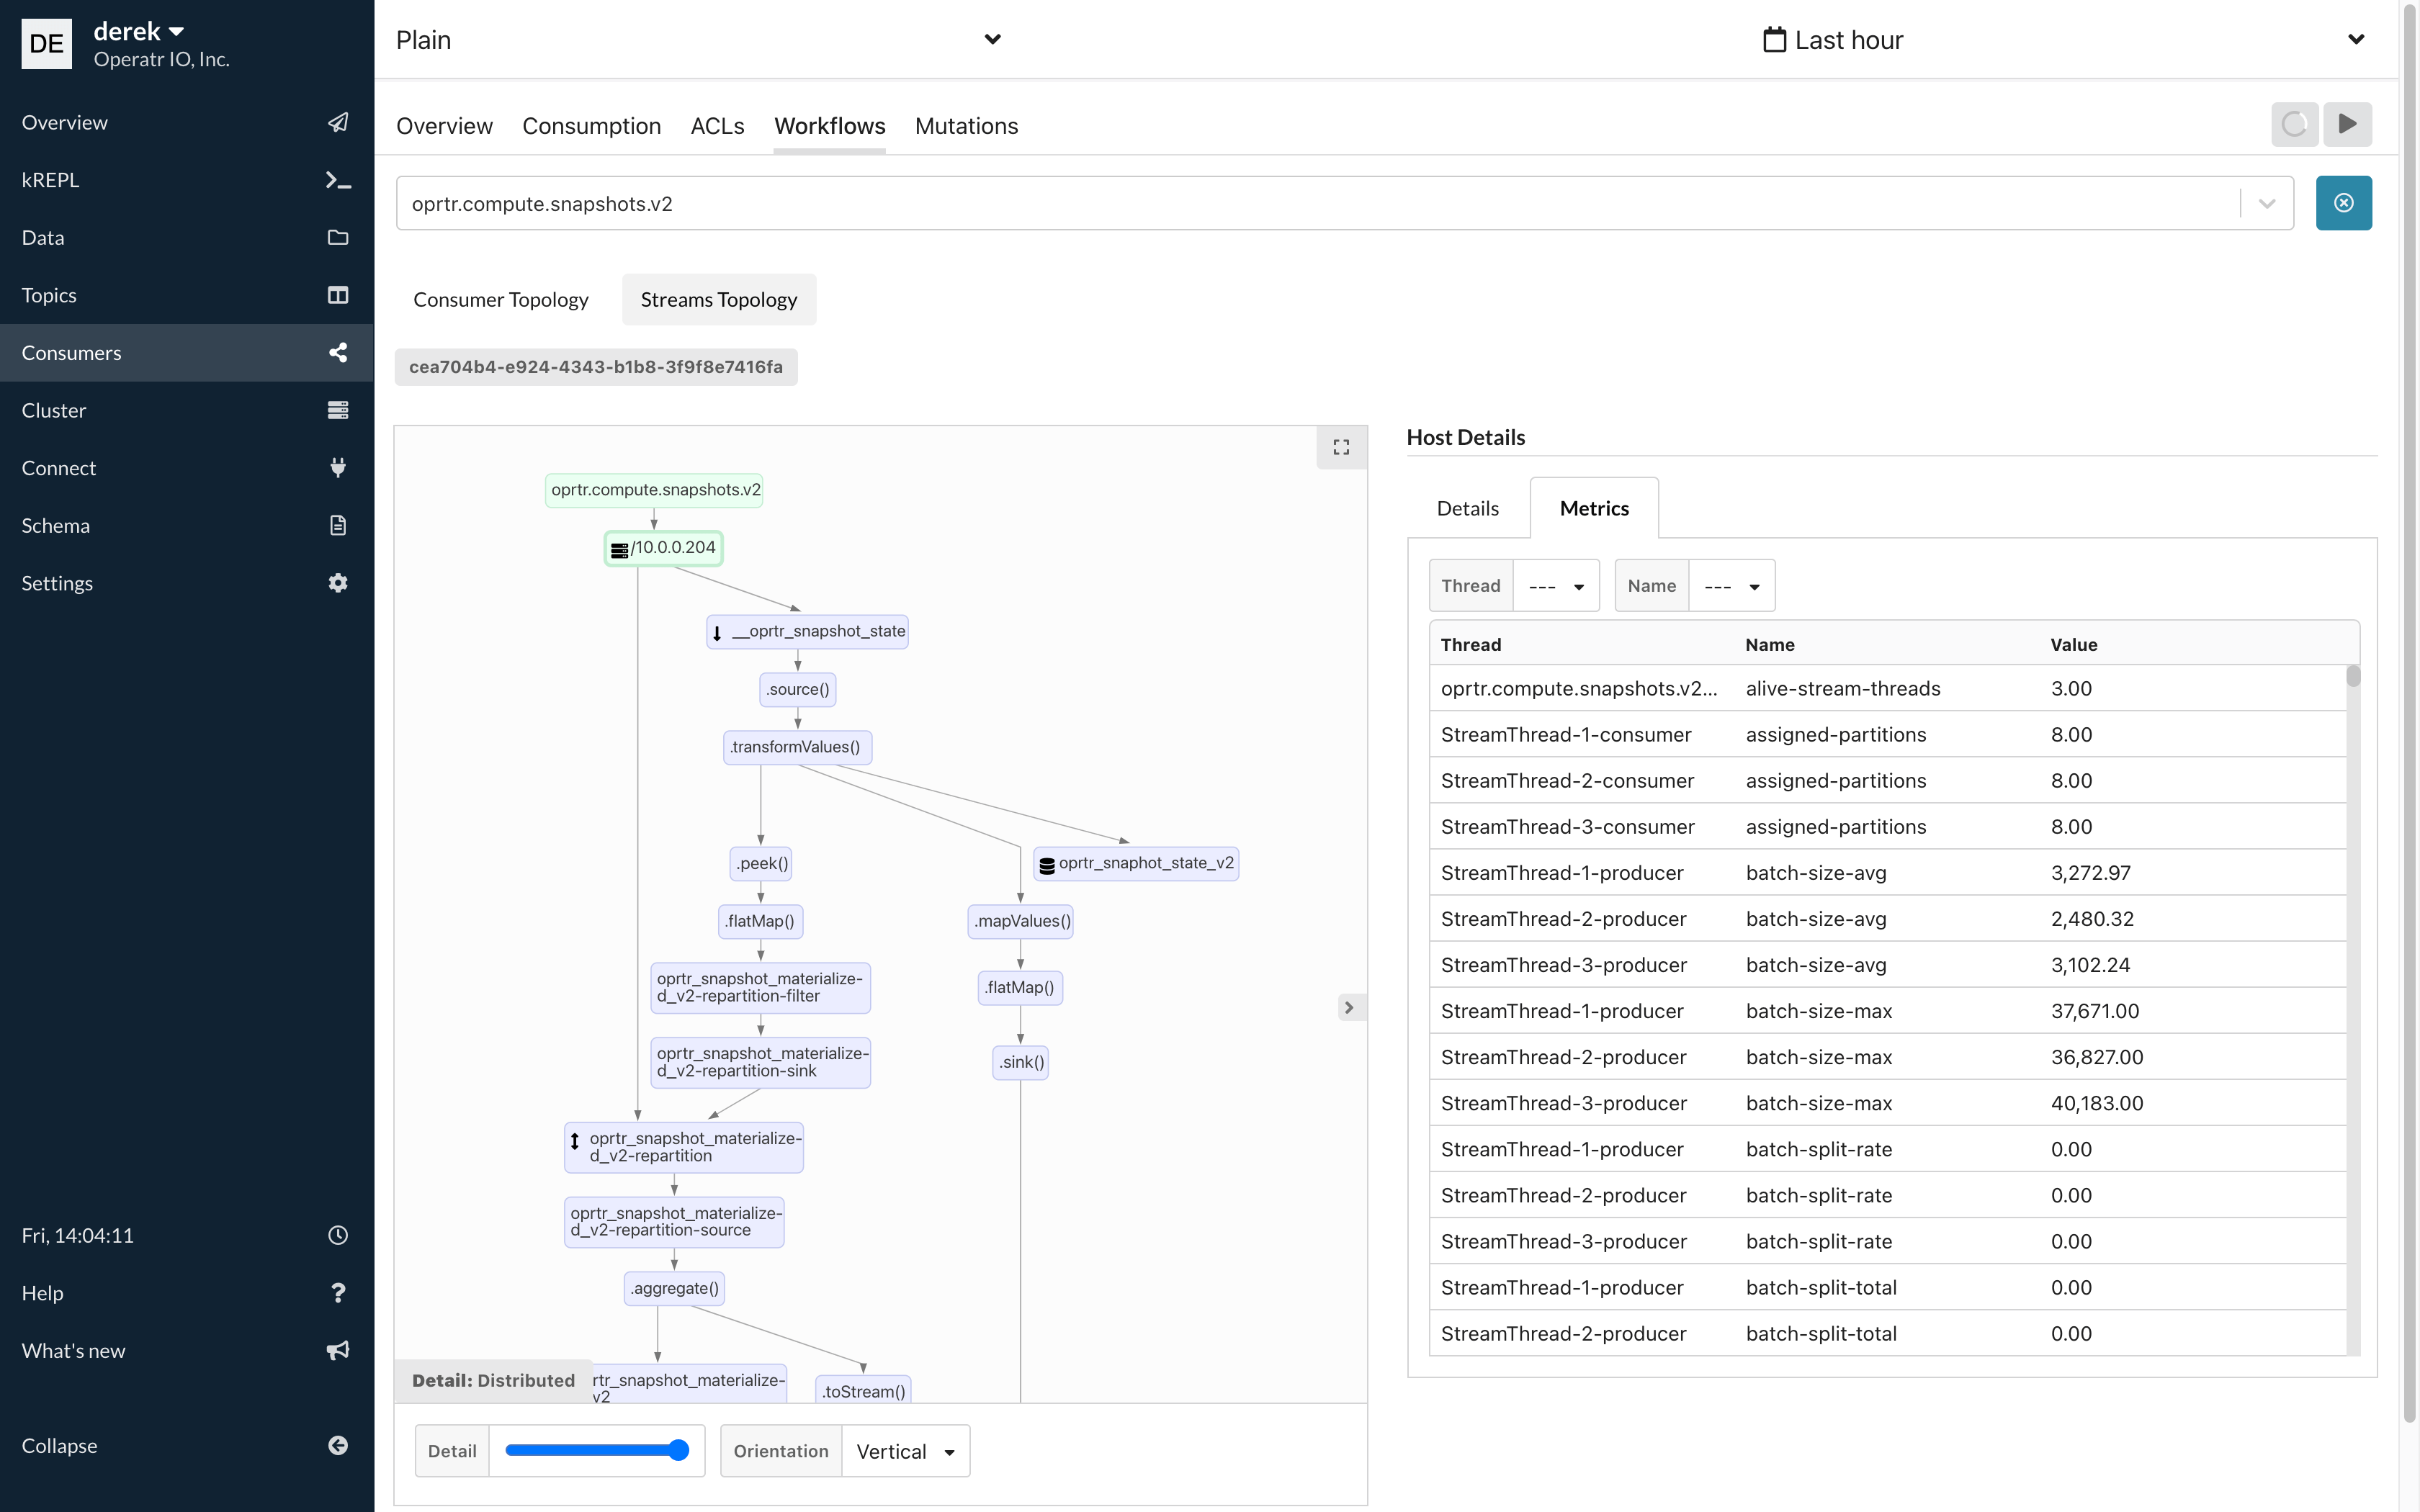 DE
derek
Operatr IO, Inc.
Overview
kREPL
Data
Topics
Consumers
Cluster
Connect
Schema
Settings
Fri, 14:04:11
Help
What's new
Collapse
Plain
Last hour
Overview Consumption ACLs Workflows Mutations
oprtr.compute.snapshots.v2
Consumer Topology Streams Topology
cea704b4-e924-4343-b1b8-3f9f8e7416fa
oprtr.compute.snapshots.v2
/10.0.0.204
__oprtr_snapshot_state
.source()
.transformValues()
.peek()
oprtr_snaphot_state_v2
.flatMap()
.mapValues()
oprtr_snapshot_materialize-
d_v2-repartition-filter
.flatMap()
oprtr_snapshot_materialize-
d_v2-repartition-sink
.sink()
oprtr_snapshot_materialize-
d_v2-repartition
oprtr_snapshot_materialize-
d_v2-repartition-source
.aggregate()
rtr_snapshot_materialize-
v2
.toStream()
Detail: Distributed
Detail
Orientation Vertical
Host Details
Details Metrics
Thread --- Name ---
Thread Name Value
oprtr.compute.snapshots.v2... alive-stream-threads 3.00
StreamThread-1-consumer assigned-partitions 8.00
StreamThread-2-consumer assigned-partitions 8.00
StreamThread-3-consumer assigned-partitions 8.00
StreamThread-1-producer batch-size-avg 3,272.97
StreamThread-2-producer batch-size-avg 2,480.32
StreamThread-3-producer batch-size-avg 3,102.24
StreamThread-1-producer batch-size-max 37,671.00
StreamThread-2-producer batch-size-max 36,827.00
StreamThread-3-producer batch-size-max 40,183.00
StreamThread-1-producer batch-split-rate 0.00
StreamThread-2-producer batch-split-rate 0.00
StreamThread-3-producer batch-split-rate 0.00
StreamThread-1-producer batch-split-total 0.00
StreamThread-2-producer batch-split-total 0.00